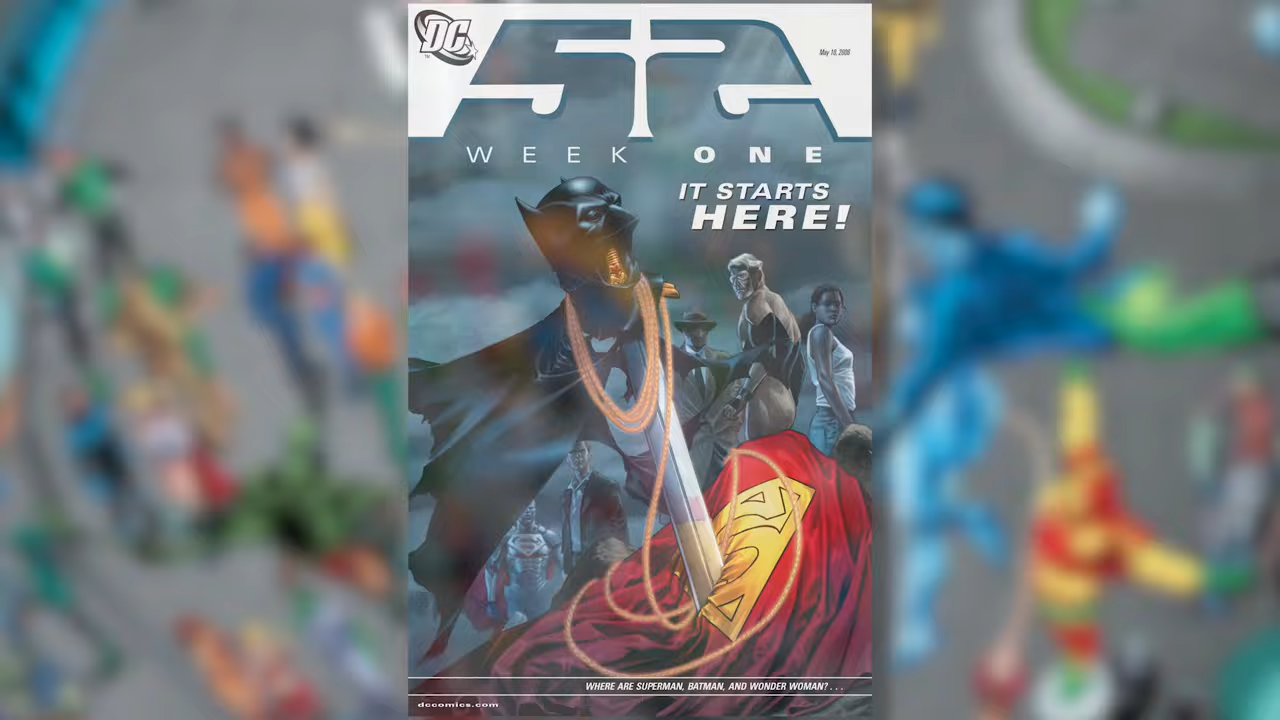 DC
TM
52
May 10, 2006
WEEK ONE
IT STARTS
HERE!
WHERE ARE SUPERMAN, BATMAN, AND WONDER WOMAN? . . .
dccomics.com